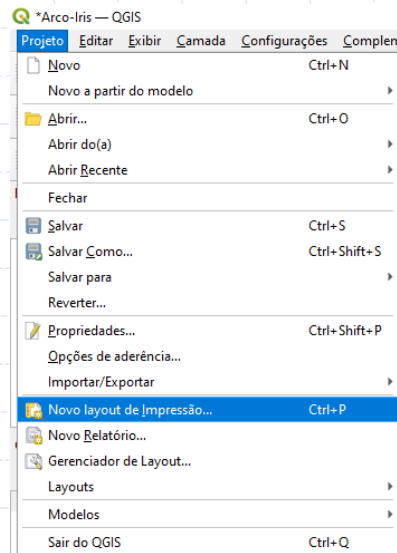 *Arco-Iris — QGIS
Projeto Editar Exibir Camada Configurações Complen
Novo Ctrl+N
Novo a partir do modelo
Abrir... Ctrl+O
Abrir do(a)
Abrir Recente
Fechar
Salvar Ctrl+S
Salvar Como... Ctrl+Shift+S
Salvar para
Reverter...
Propriedades... Ctrl+Shift+P
Opções de aderência...
Importar/Exportar
Novo layout de Impressão... Ctrl+P
Novo Relatório...
Gerenciador de Layout...
Layouts
Modelos
Sair do QGIS Ctrl+Q